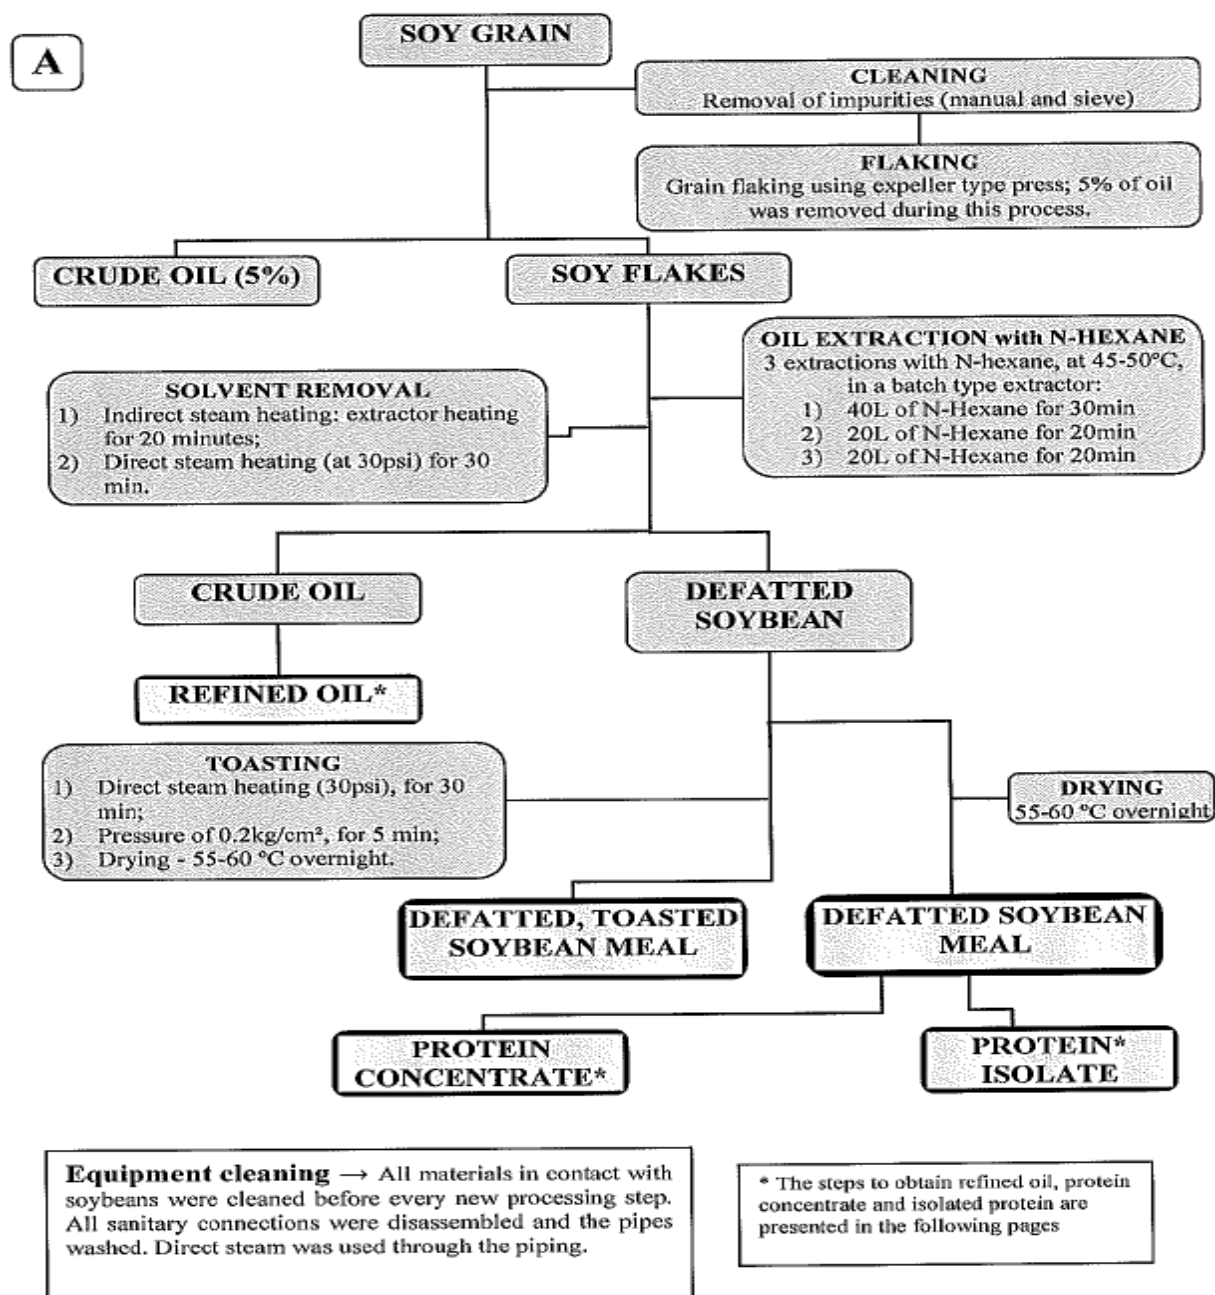 A
SOY GRAIN
CLEANING
Removal of impurities (manual and sieve)
FLAKING
Grain flaking using expeller type press; 5% of oil
was removed during this process.
CRUDE OIL (5%)
SOY FLAKES
OIL EXTRACTION with N-HEXANE
3 extractions with N-hexane, at 45-50ºC,
in a batch type extractor:
1) 40L of N-Hexane for 30min
2) 20L of N-Hexane for 20min
3) 20L of N-Hexane for 20min
SOLVENT REMOVAL
1) Indirect steam heating: extractor heating
for 20 minutes;
2) Direct steam heating (at 30psi) for 30
min.
CRUDE OIL
DEFATTED
SOYBEAN
REFINED OIL*
TOASTING
1) Direct steam heating (30psi), for 30
min;
2) Pressure of 0.2kg/cm², for 5 min;
3) Drying - 55-60 ºC overnight.
DRYING
55-60 ºC overnight
DEFATTED, TOASTED
SOYBEAN MEAL
DEFATTED SOYBEAN
MEAL
PROTEIN
CONCENTRATE*
PROTEIN*
ISOLATE
Equipment cleaning → All materials in contact with
soybeans were cleaned before every new processing step.
All sanitary connections were disassembled and the pipes
washed. Direct steam was used through the piping.
* The steps to obtain refined oil, protein
concentrate and isolated protein are
presented in the following pages